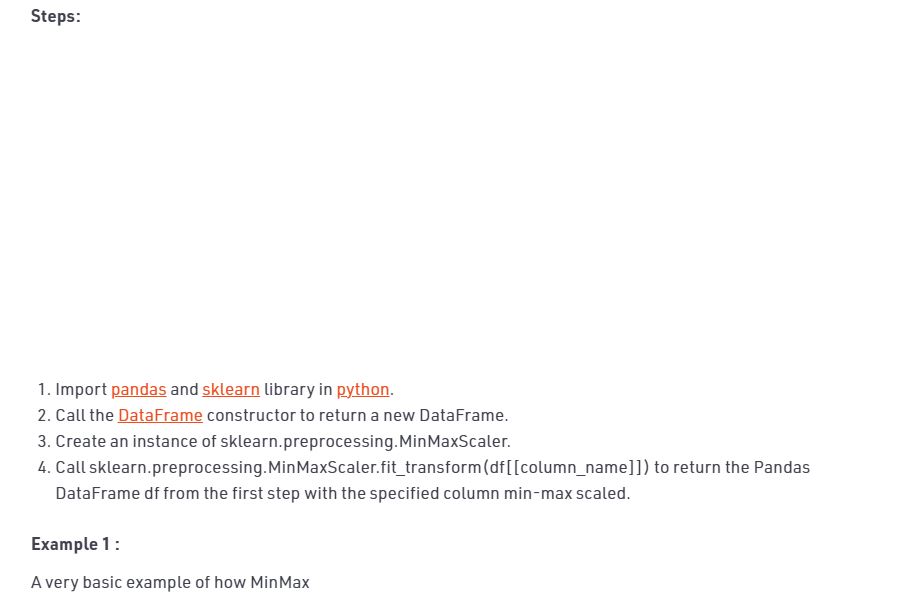 Steps:
1. Import pandas and sklearn library in python.
2. Call the DataFrame constructor to return a new DataFrame.
3. Create an instance of sklearn.preprocessing.MinMaxScaler.
4. Call sklearn.preprocessing.MinMaxScaler.fit_transform(df[[column_name]]) to return the Pandas
DataFrame df from the first step with the specified column min-max scaled.
Example 1 :
A very basic example of how MinMax